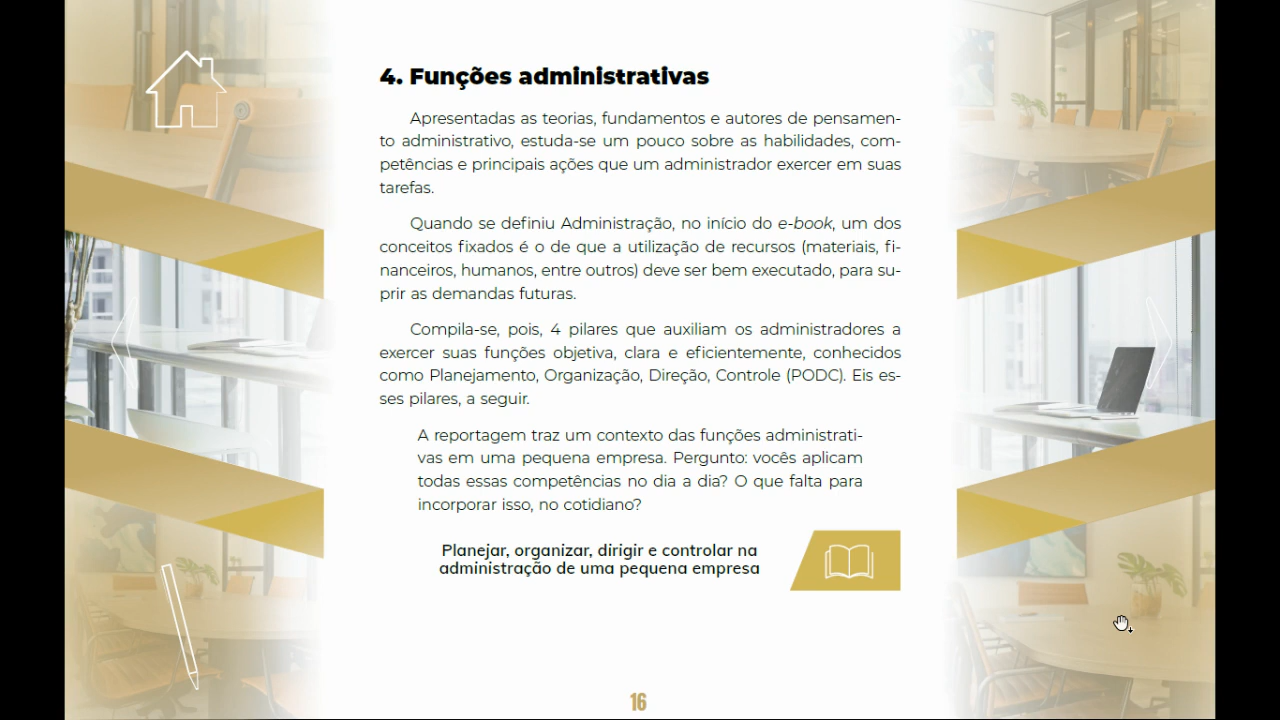 4. Funções administrativas
Apresentadas as teorias, fundamentos e autores de pensamen-
to administrativo, estuda-se um pouco sobre as habilidades, com-
petências e principais ações que um administrador exercer em suas
tarefas.
Quando se definiu Administração, no início do e-book, um dos
conceitos fixados é o de que a utilização de recursos (materiais, fi-
nanceiros, humanos, entre outros) deve ser bem executado, para su-
prir as demandas futuras.
Compila-se, pois, 4 pilares que auxiliam os administradores a
exercer suas funções objetiva, clara e eficientemente, conhecidos
como Planejamento, Organização, Direção, Controle (PODC). Eis es-
ses pilares, a seguir.
A reportagem traz um contexto das funções administrati-
vas em uma pequena empresa. Pergunto: vocês aplicam
todas essas competências no dia a dia? O que falta para
incorporar isso, no cotidiano?
Planejar, organizar, dirigir e controlar na
administração de uma pequena empresa
16